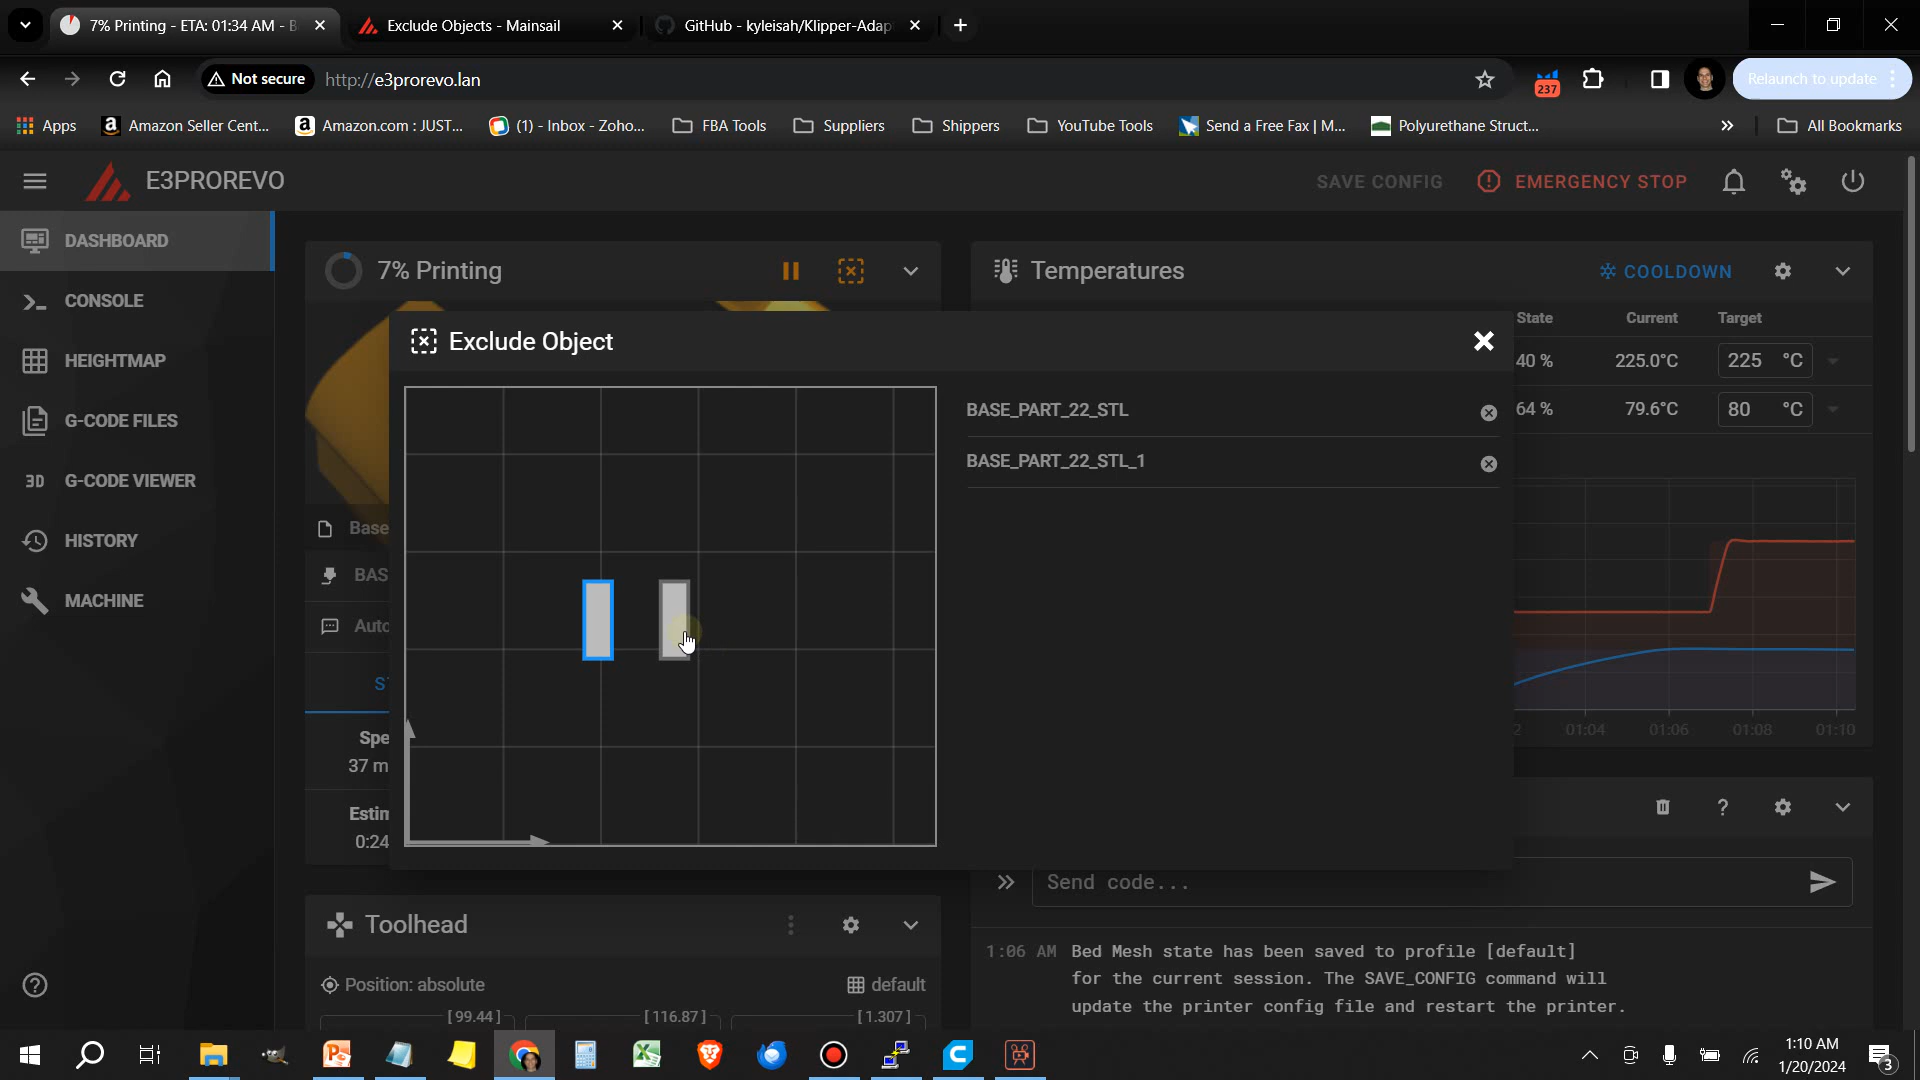 7% Printing - ETA: 01:34 AM - B
Exclude Objects - Mainsail
GitHub - kyleisah/Klipper-Adap
Not secure
http://e3prorevo.lan
237
Relaunch to update
Apps
Amazon Seller Cent...
Amazon.com : JUST...
(1) - Inbox - Zoho...
FBA Tools
Suppliers
Shippers
YouTube Tools
Send a Free Fax | M...
Polyurethane Struct...
All Bookmarks
E3PROREVO
SAVE CONFIG
EMERGENCY STOP
DASHBOARD
CONSOLE
HEIGHTMAP
G-CODE FILES
3D G-CODE VIEWER
HISTORY
MACHINE
7% Printing
Temperatures
COOLDOWN
State Current Target
40 % 225.0°C 225 °C
64 % 79.6°C 80 °C
Exclude Object
BASE_PART_22_STL
BASE_PART_22_STL_1
Base
BAS
Auto
Spe
37 m
Estim
0:24
01:04 01:06 01:08 01:10
Send code...
Toolhead
Position: absolute
default
[99.44] [116.87] [1.307]
1:06 AM Bed Mesh state has been saved to profile [default]
for the current session. The SAVE_CONFIG command will
update the printer config file and restart the printer.
1:10 AM
1/20/2024
3